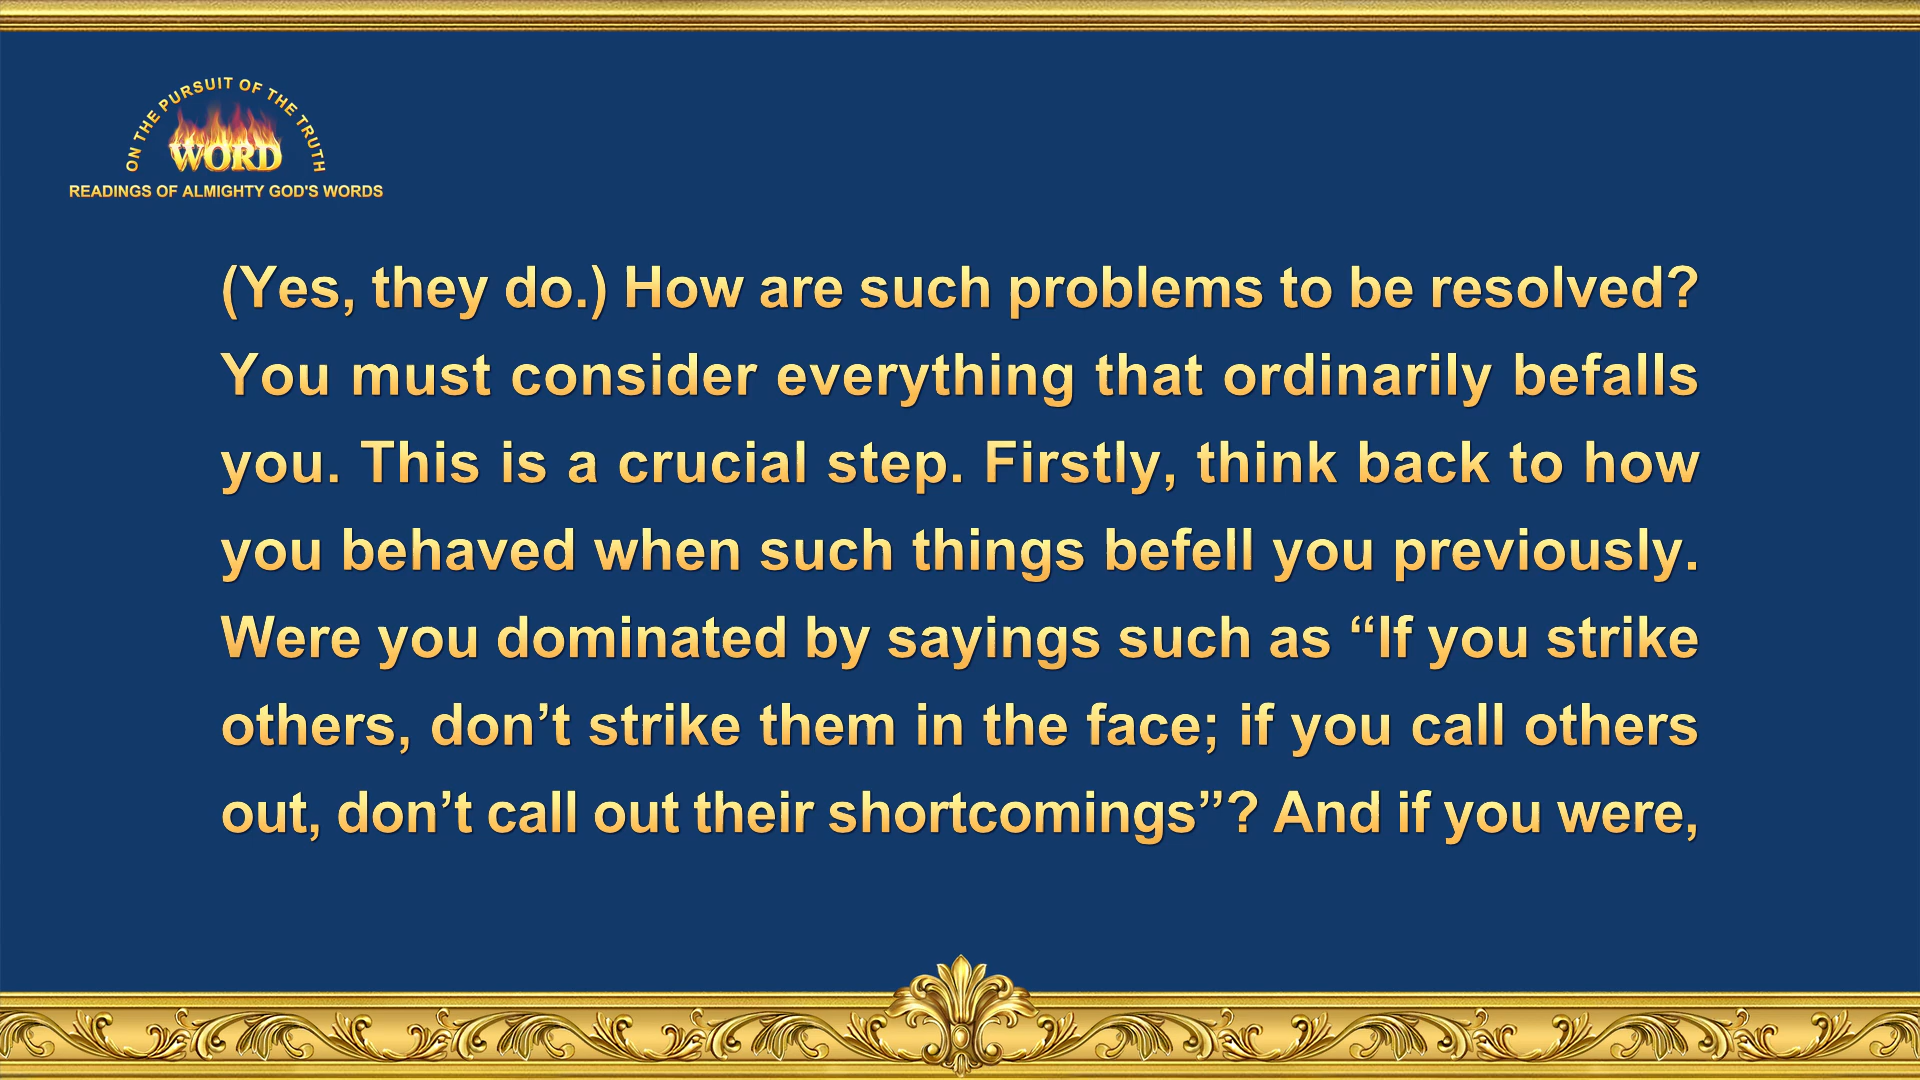 ON THE PURSUIT OF THE TRUTH
WORD
READINGS OF ALMIGHTY GOD'S WORDS
(Yes, they do.) How are such problems to be resolved?
You must consider everything that ordinarily befalls
you. This is a crucial step. Firstly, think back to how
you behaved when such things befell you previously.
Were you dominated by sayings such as “If you strike
others, don’t strike them in the face; if you call others
out, don’t call out their shortcomings”? And if you were,